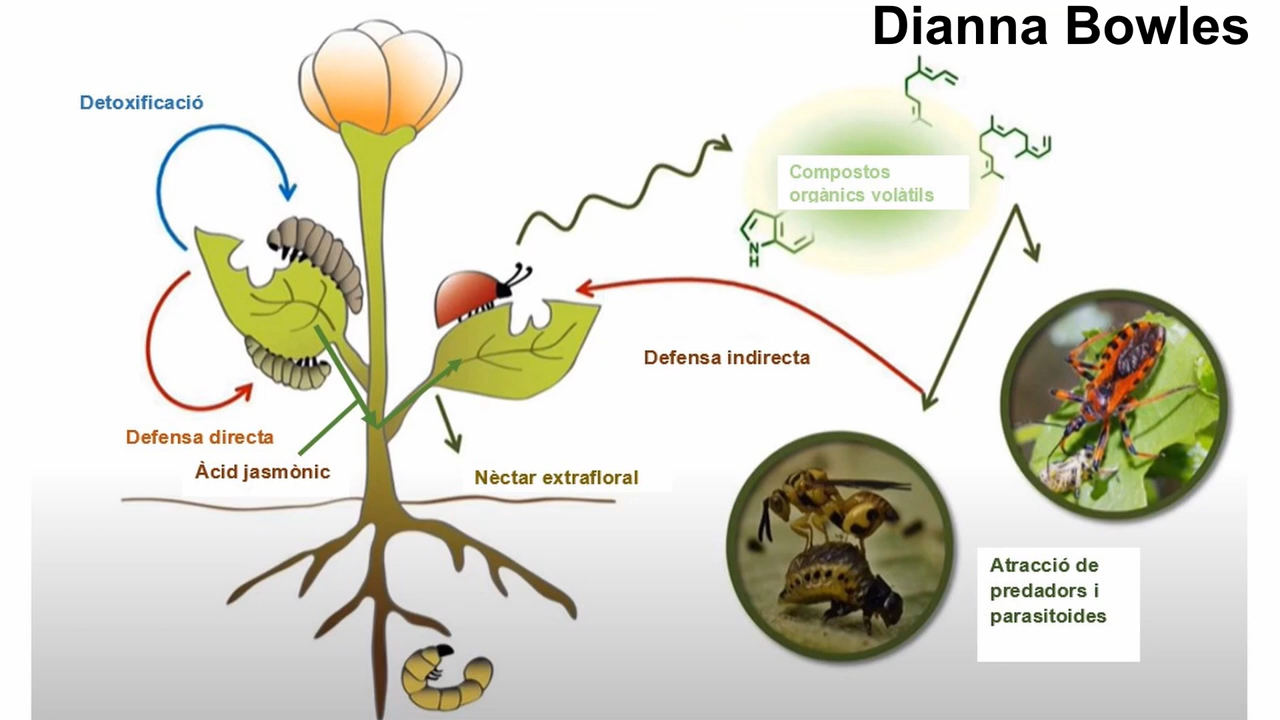 Dianna Bowles
Detoxificació
Compostos
orgànics volàtils
N
H
Defensa indirecta
Defensa directa
Àcid jasmònic
Nèctar extrafloral
Atracció de
predadors i
parasitoides